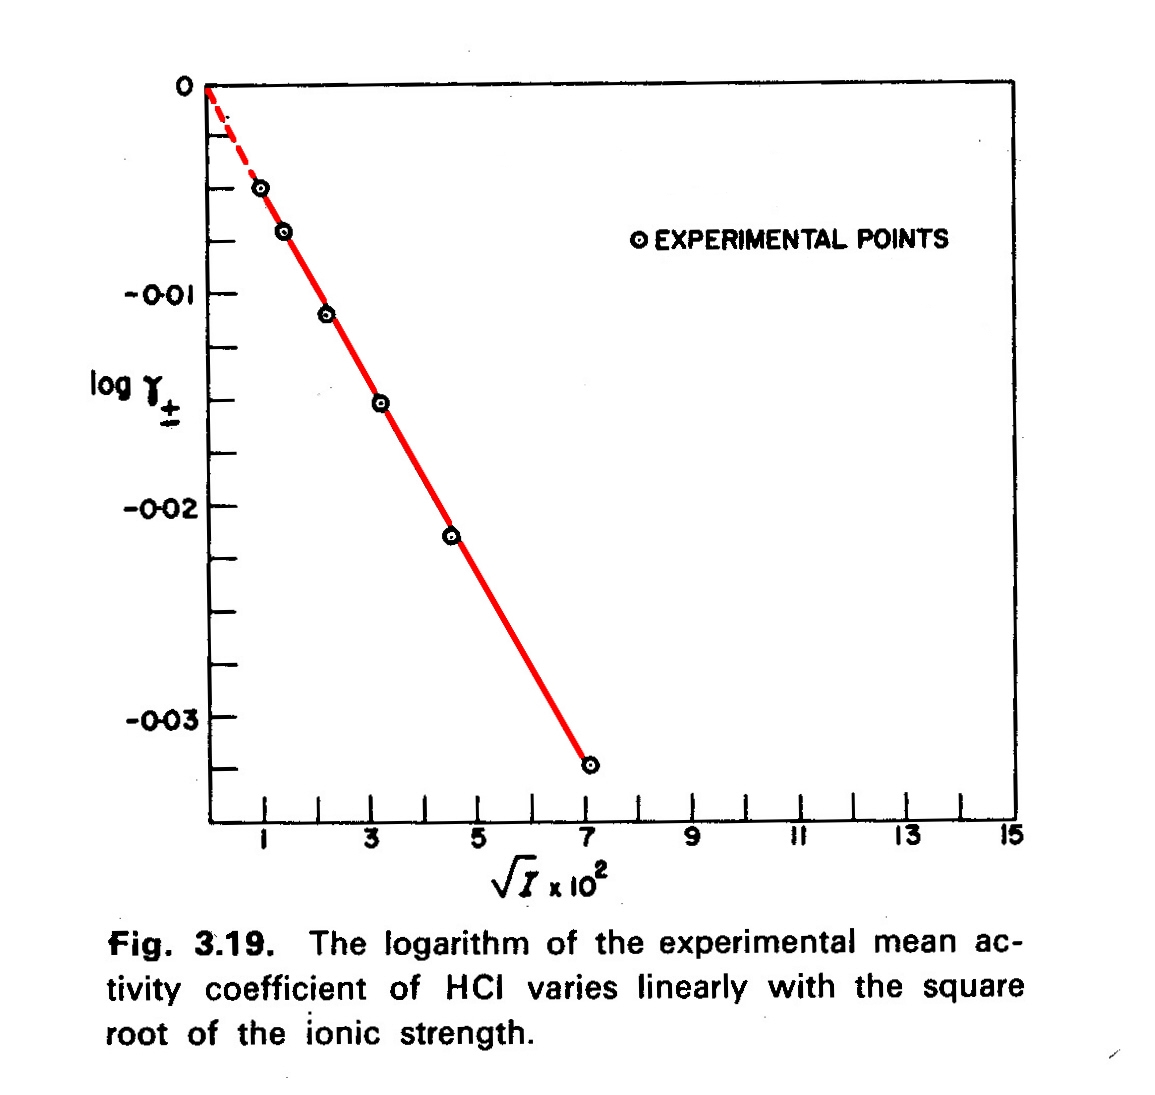 0
EXPERIMENTAL POINTS
-0·01
log γ±
-0·02
-0·03
1 3 5 7 9 11 13 15
√I x 10²
Fig. 3.19. The logarithm of the experimental mean ac-
tivity coefficient of HCl varies linearly with the square
root of the ionic strength.